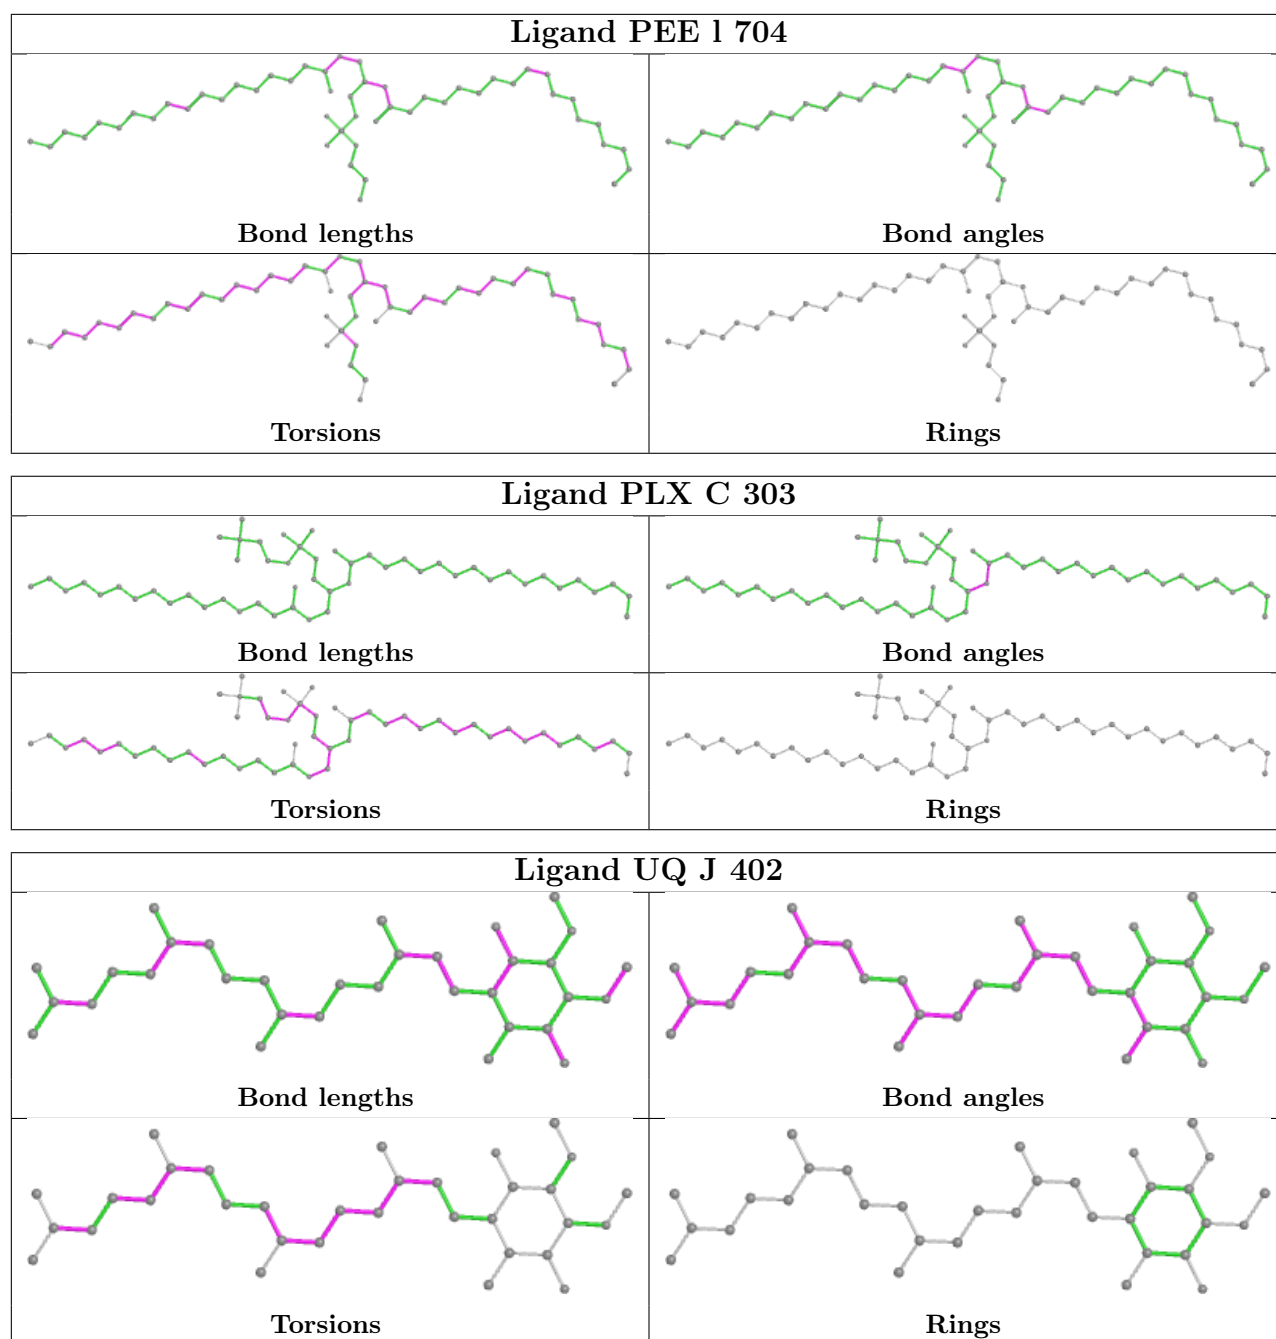 Ligand PEE l 704
Bond lengths
Bond angles
Torsions
Rings
Ligand PLX C 303
Bond lengths
Bond angles
Torsions
Rings
Ligand UQ J 402
Bond lengths
Bond angles
Torsions
Rings